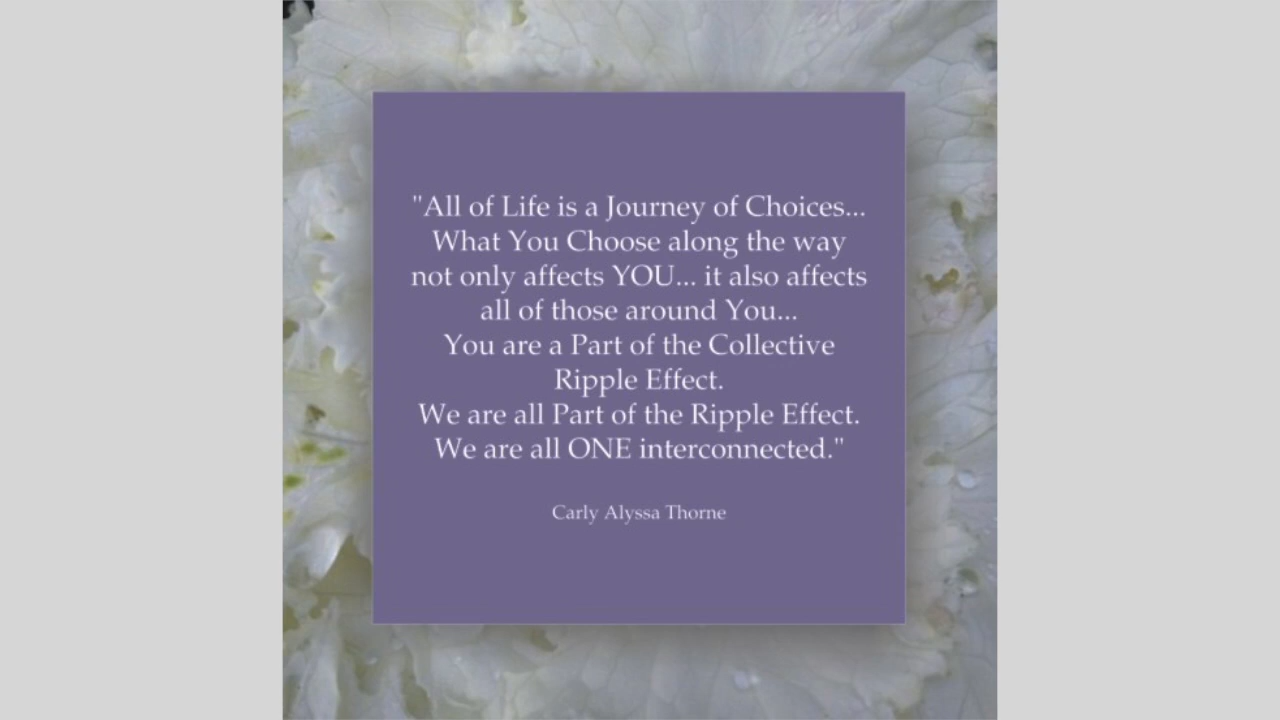 "All of Life is a Journey of Choices...
What You Choose along the way
not only affects YOU... it also affects
all of those around You...
You are a Part of the Collective
Ripple Effect.
We are all Part of the Ripple Effect.
We are all ONE interconnected."
Carly Alyssa Thorne